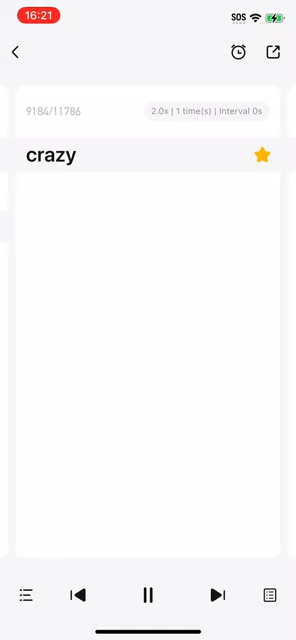 16:21
SOS
9184/11786
2.0x | 1 time(s) | Interval 0s
crazy